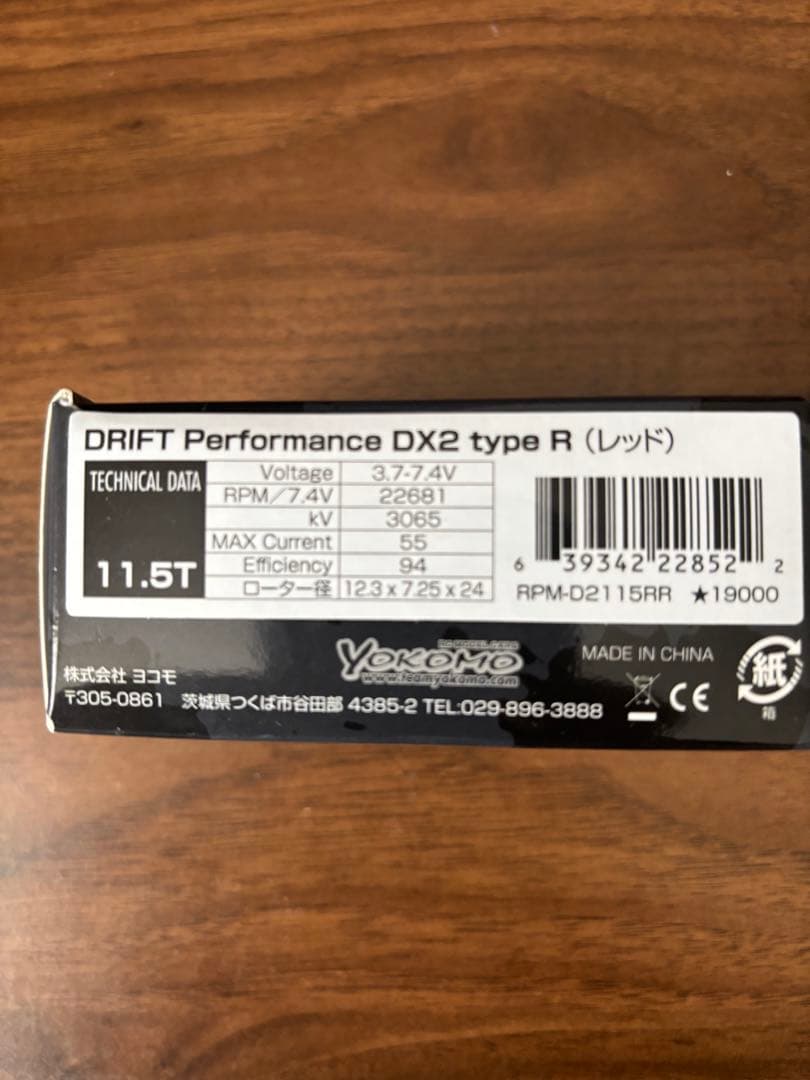 DRIFT Performance DX2 type R (レッド)
TECHNICAL DATA
11.5T
Voltage 3.7-7.4V
RPM/7.4V 22681
kV 3065
MAX Current 55
Efficiency 94
ローター径 12.3 x 7.25 x 24
6 39342 22852 2
RPM-D2115RR ★19000
RC MODEL CARS
YOKOMO
www.teamyokomo.com
MADE IN CHINA
紙
箱
CE
株式会社 ヨコモ
〒305-0861 茨城県つくば市谷田部 4385-2 TEL:029-896-3888